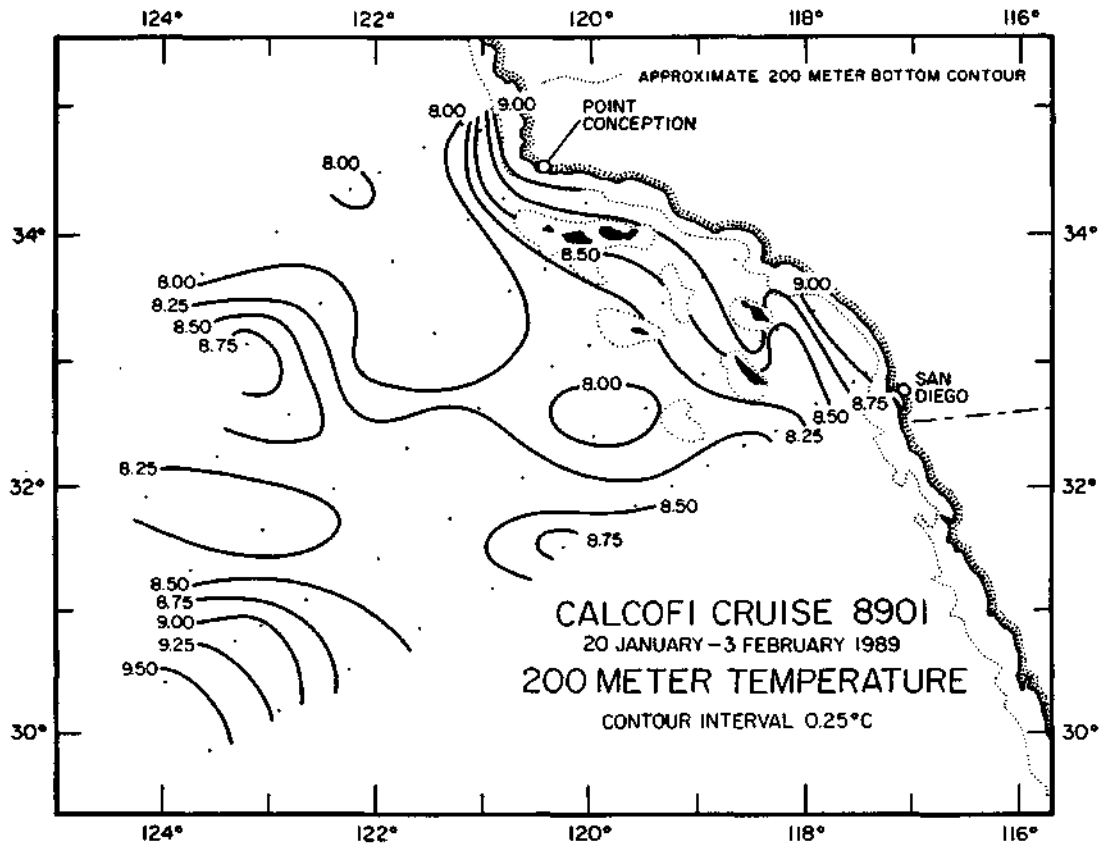 124° 122° 120° 118° 116°
APPROXIMATE 200 METER BOTTOM CONTOUR
8.00 9.00 POINT
CONCEPTION
8.00
34° 34°
8.50
8.00 9.00
8.25
8.50
8.75
8.00 SAN
DIEGO
8.50 8.75
8.25
8.25
32° 32°
8.50
8.75
8.50
8.75
9.00
9.25
9.50
CALCOFI CRUISE 8901
20 JANUARY – 3 FEBRUARY 1989
200 METER TEMPERATURE
CONTOUR INTERVAL 0.25°C
30° 30°
124° 122° 120° 118° 116°